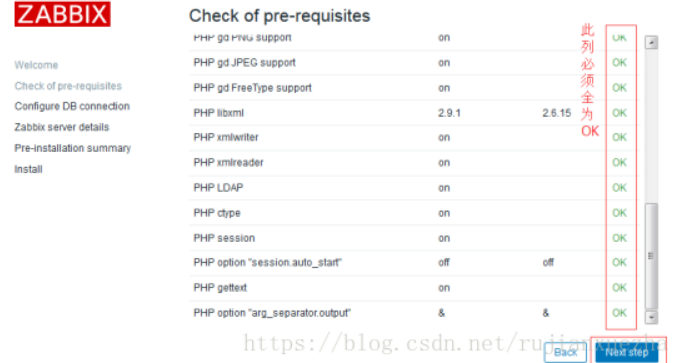 ZABBIX
Check of pre-requisites
Welcome
Check of pre-requisites
Configure DB connection
Zabbix server details
Pre-installation summary
Install
PHP gd PNG support on OK
PHP gd JPEG support on OK
PHP gd FreeType support on OK
PHP libxml 2.9.1 2.6.15 OK
PHP xmlwriter on OK
PHP xmlreader on OK
PHP LDAP on OK
PHP ctype on OK
PHP session on OK
PHP option "session.auto_start" off off OK
PHP gettext on OK
PHP option "arg_separator.output" & & OK
此列必须全为OK
https://blog.csdn.net/
Back Next step